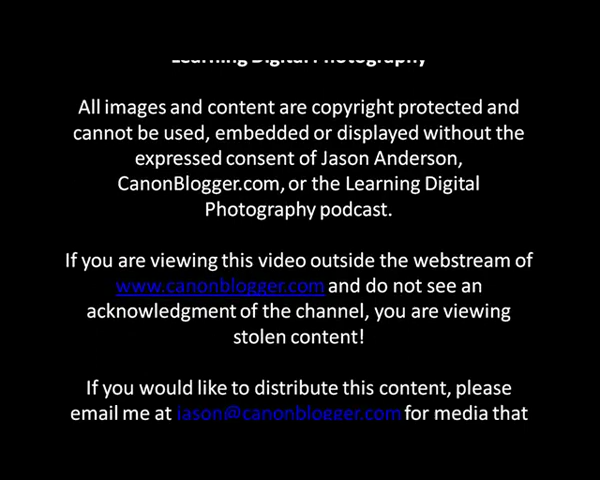 Learning Digital Photography
All images and content are copyright protected and
cannot be used, embedded or displayed without the
expressed consent of Jason Anderson,
CanonBlogger.com, or the Learning Digital
Photography podcast.
If you are viewing this video outside the webstream of
www.canonblogger.com and do not see an
acknowledgment of the channel, you are viewing
stolen content!
If you would like to distribute this content, please
email me at jason@canonblogger.com for media that